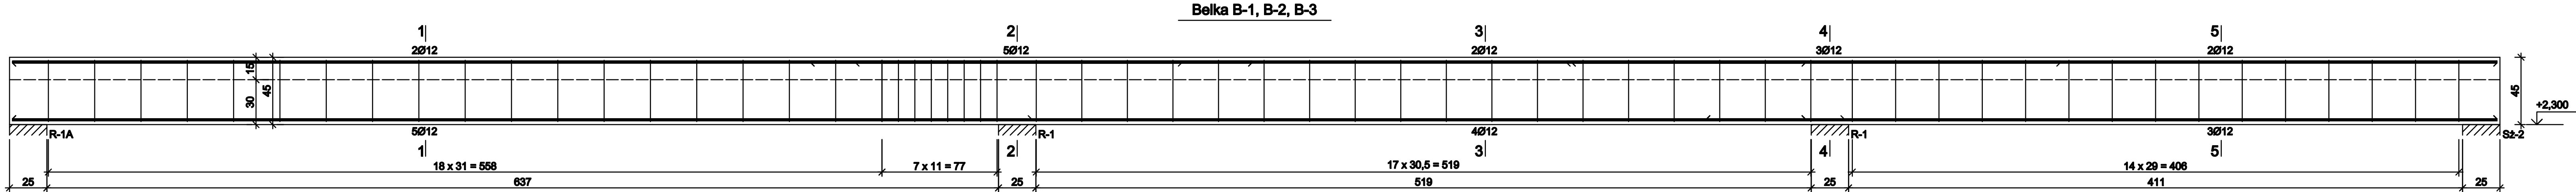 Belka B-1, B-2, B-3
1 2 3 4 5
2Ø12 5Ø12 2Ø12 3Ø12 2Ø12
15
30
45
45
+2,300
R-1A R-1 R-1 Sż-2
5Ø12 4Ø12 3Ø12
1 2 3 4 5
18 x 31 = 558 7 x 11 = 77 17 x 30,5 = 519 14 x 29 = 406
25 637 25 519 25 411 25